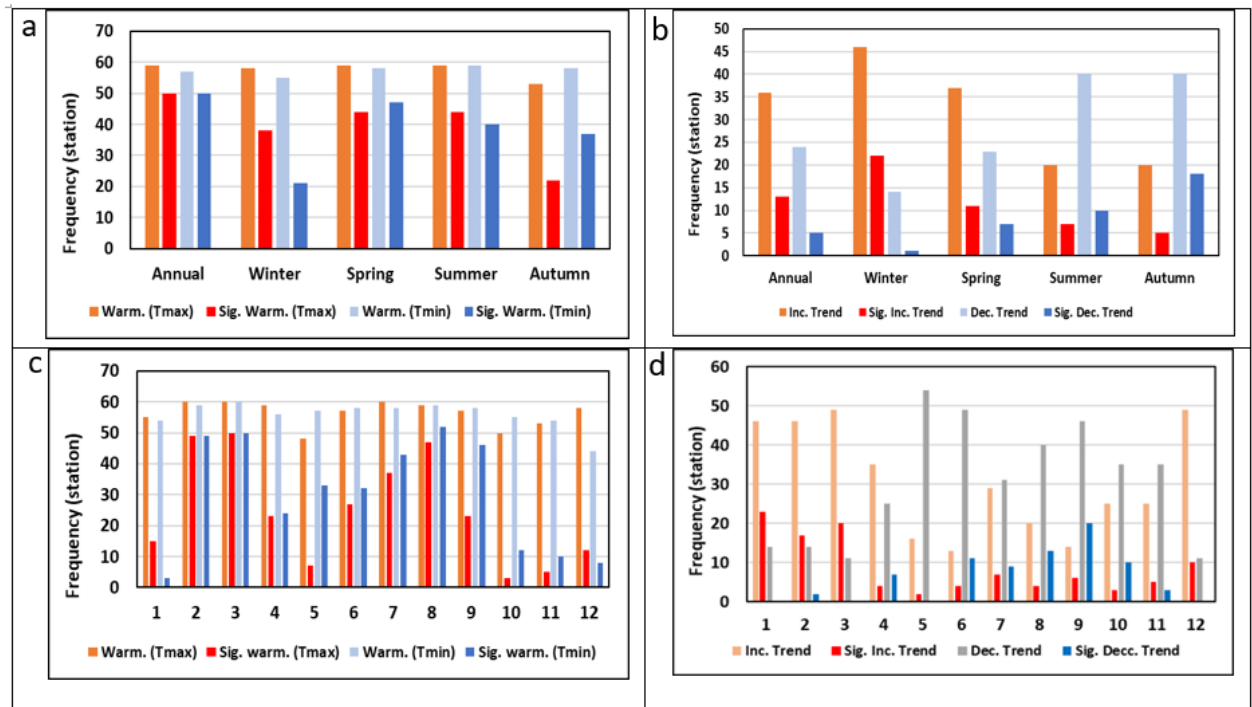 a
70
60
50
40
30
20
10
0
Frequency (station)
Annual Winter Spring Summer Autumn
Warm. (Tmax) Sig. Warm. (Tmax) Warm. (Tmin) Sig. Warm. (Tmin)
b
50
45
40
35
30
25
20
15
10
5
0
Frequency (station)
Annual Winter Spring Summer Autumn
Inc. Trend Sig. Inc. Trend Dec. Trend Sig. Dec. Trend
c
70
60
50
40
30
20
10
0
Frequency (station)
1 2 3 4 5 6 7 8 9 10 11 12
Warm. (Tmax) Sig. warm. (Tmax) Warm. (Tmin) Sig. warm. (Tmin)
d
60
50
40
30
20
10
0
Frequency (station)
1 2 3 4 5 6 7 8 9 10 11 12
Inc. Trend Sig. Inc. Trend Dec. Trend Sig. Decc. Trend